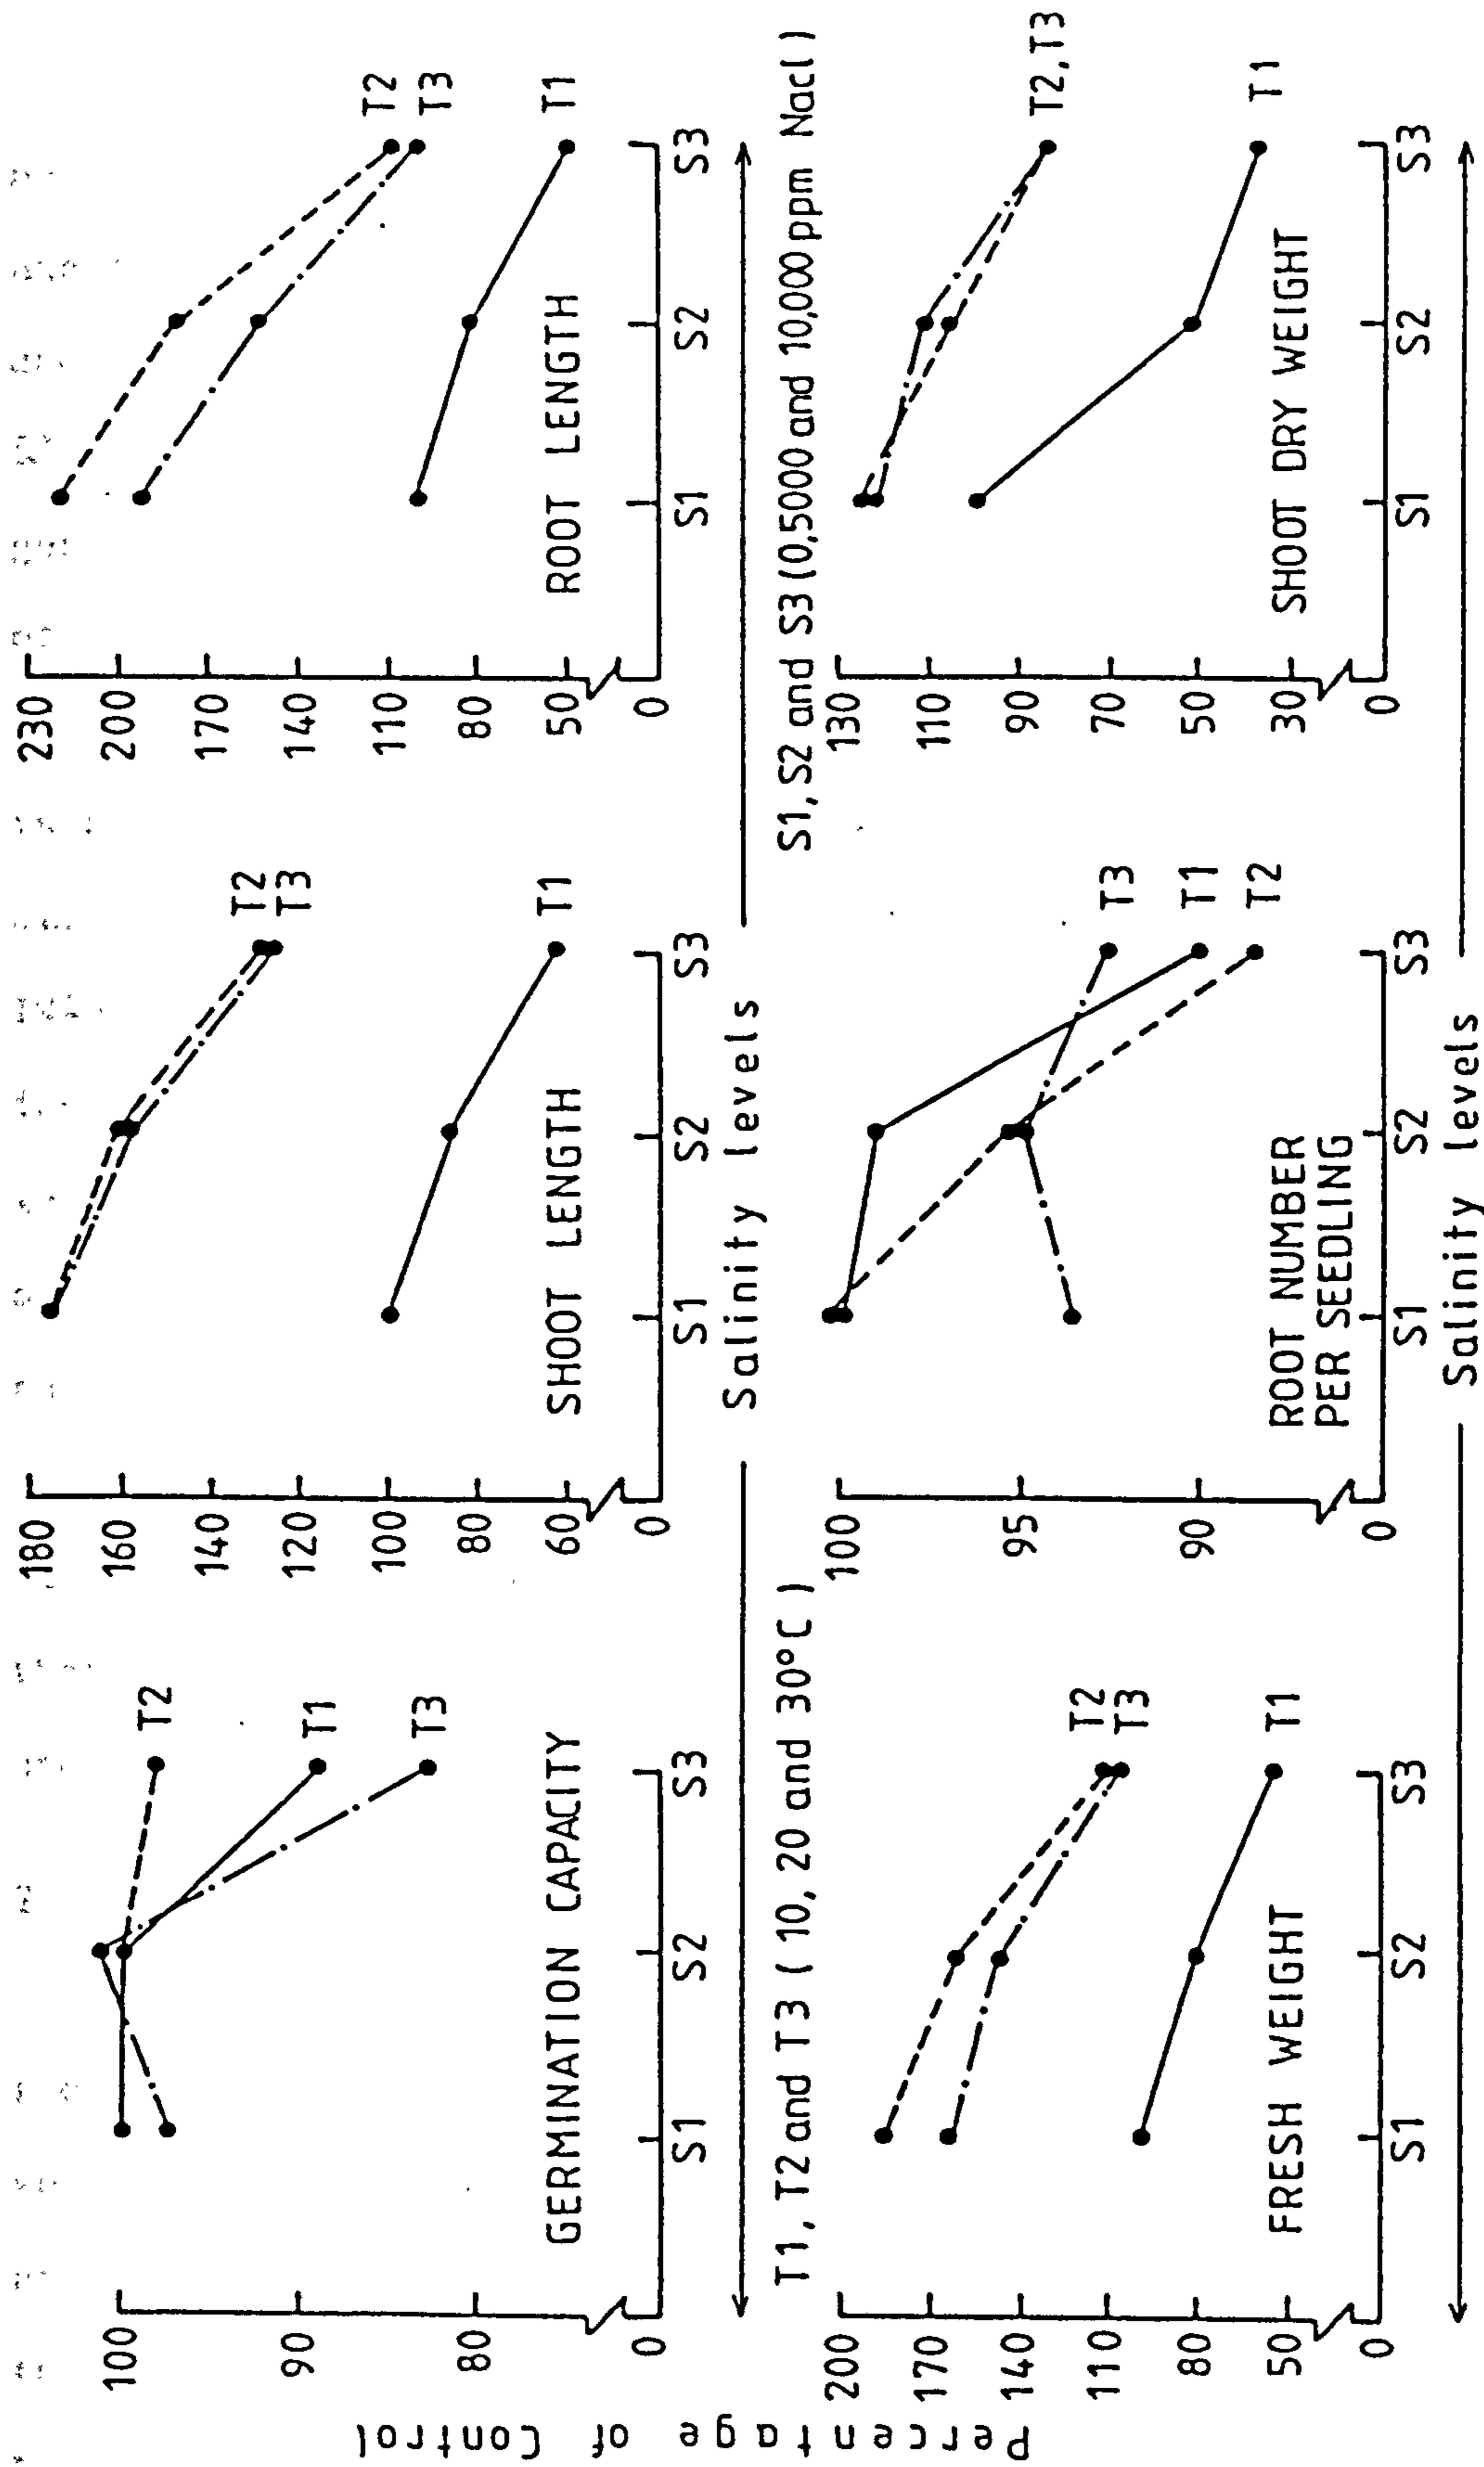 Percentage of Control
100
90
80
0
GERMINATION CAPACITY
S1 S2 S3
T2
T1
T3
180
160
140
120
100
80
60
0
SHOOT LENGTH
S1 S2 S3
T2
T3
T1
230
200
170
140
110
80
50
0
ROOT LENGTH
S1 S2 S3
T2
T3
T1
Salinity levels
T1, T2 and T3 ( 10, 20 and 30°C )
S1, S2 and S3 (0,5000 and 10,000 ppm Nacl )
200
170
140
110
80
50
0
FRESH WEIGHT
S1 S2 S3
T2
T3
T1
100
95
90
0
ROOT NUMBER
PER SEEDLING
S1 S2 S3
T3
T1
T2
130
110
90
70
50
30
0
SHOOT DRY WEIGHT
S1 S2 S3
T2,T3
T1
Salinity levels